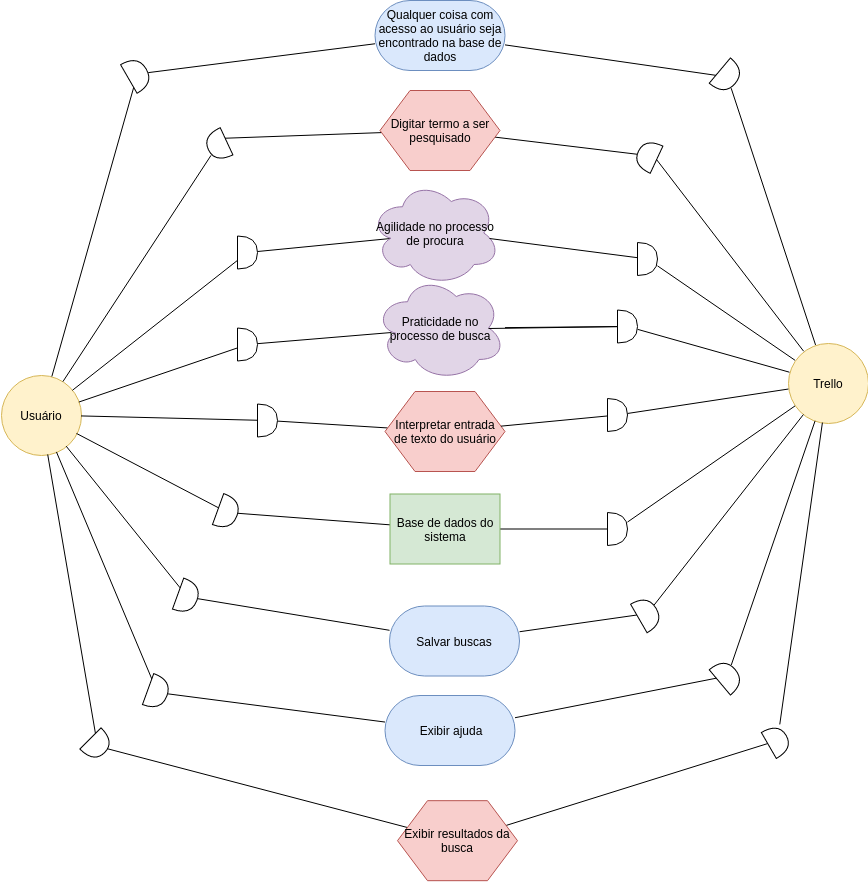 Qualquer coisa com
acesso ao usuário seja
encontrado na base de
dados
Digitar termo a ser
pesquisado
Agilidade no processo
de procura
Praticidade no
processo de busca
Usuário
Trello
Interpretar entrada
de texto do usuário
Base de dados do
sistema
Salvar buscas
Exibir ajuda
Exibir resultados da
busca